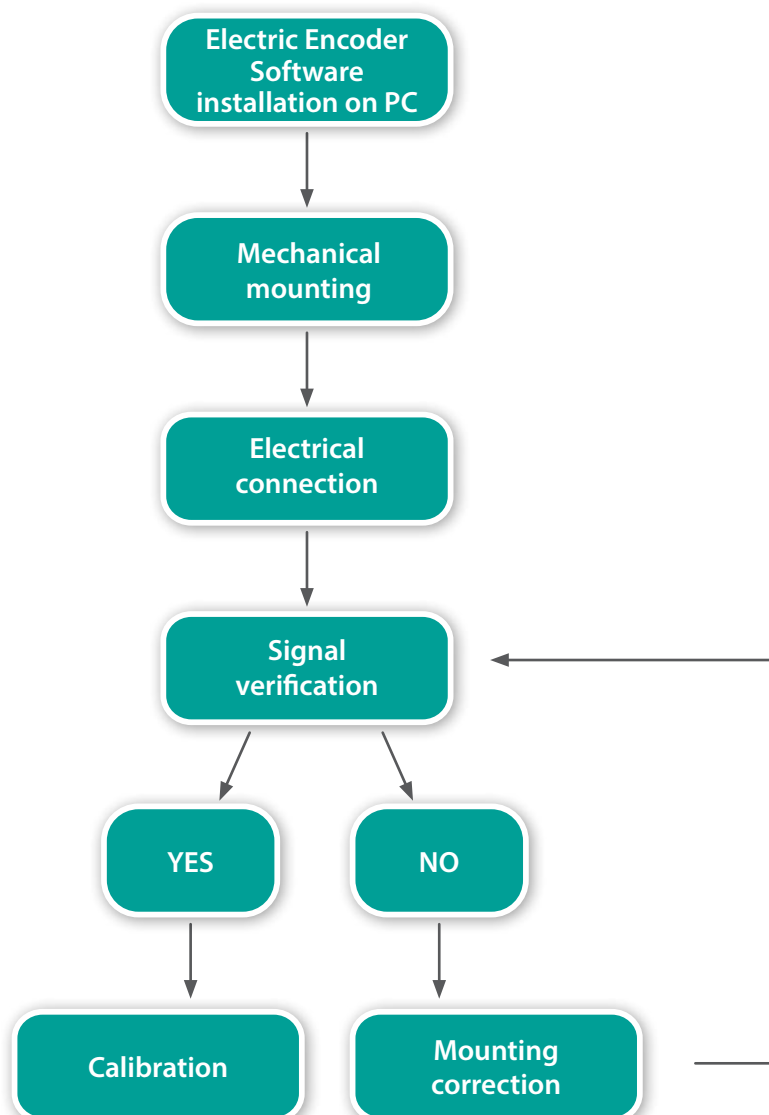 Electric Encoder
Software
installation on PC
Mechanical
mounting
Electrical
connection
Signal
verification
YES
NO
Calibration
Mounting
correction